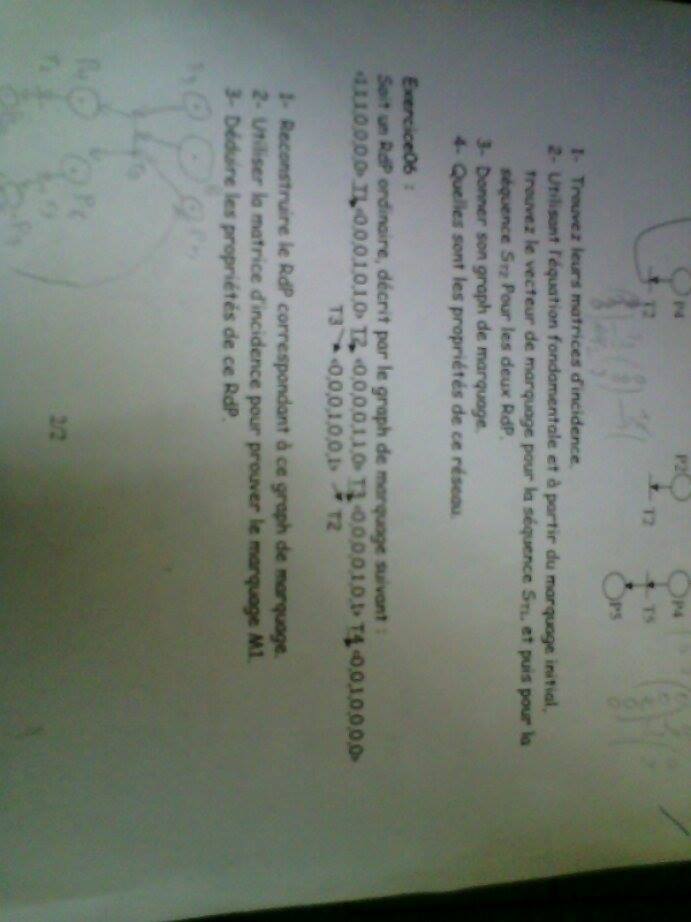 P4
T2
P2
T2
P4
T5
P5
1- Trouvez leurs matrices d'incidence.
2- Utilisant l'équation fondamentale et à partir du marquage initial,
trouvez le vecteur de marquage pour la séquence ST1, et puis pour la
séquence ST2 Pour les deux RdP.
3- Donner son graph de marquage.
4- Quelles sont les propriétés de ce réseau.
Exercice06 :
Soit un RdP ordinaire, décrit par le graph de marquage suivant :
<1,1,1,0,0,0,0> T1 <0,0,1,0,1,0> T2 <0,0,0,0,1,1,0> T3 <0,0,0,0,1,0,1> T4 <0,0,1,0,0,0,0>
T3 <0,0,0,1,0,0,1> T2
1- Reconstruire le RdP correspondant à ce graph de marquage.
2- Utiliser la matrice d'incidence pour prouver le marquage M1.
3- Déduire les propriétés de ce RdP.
2/2